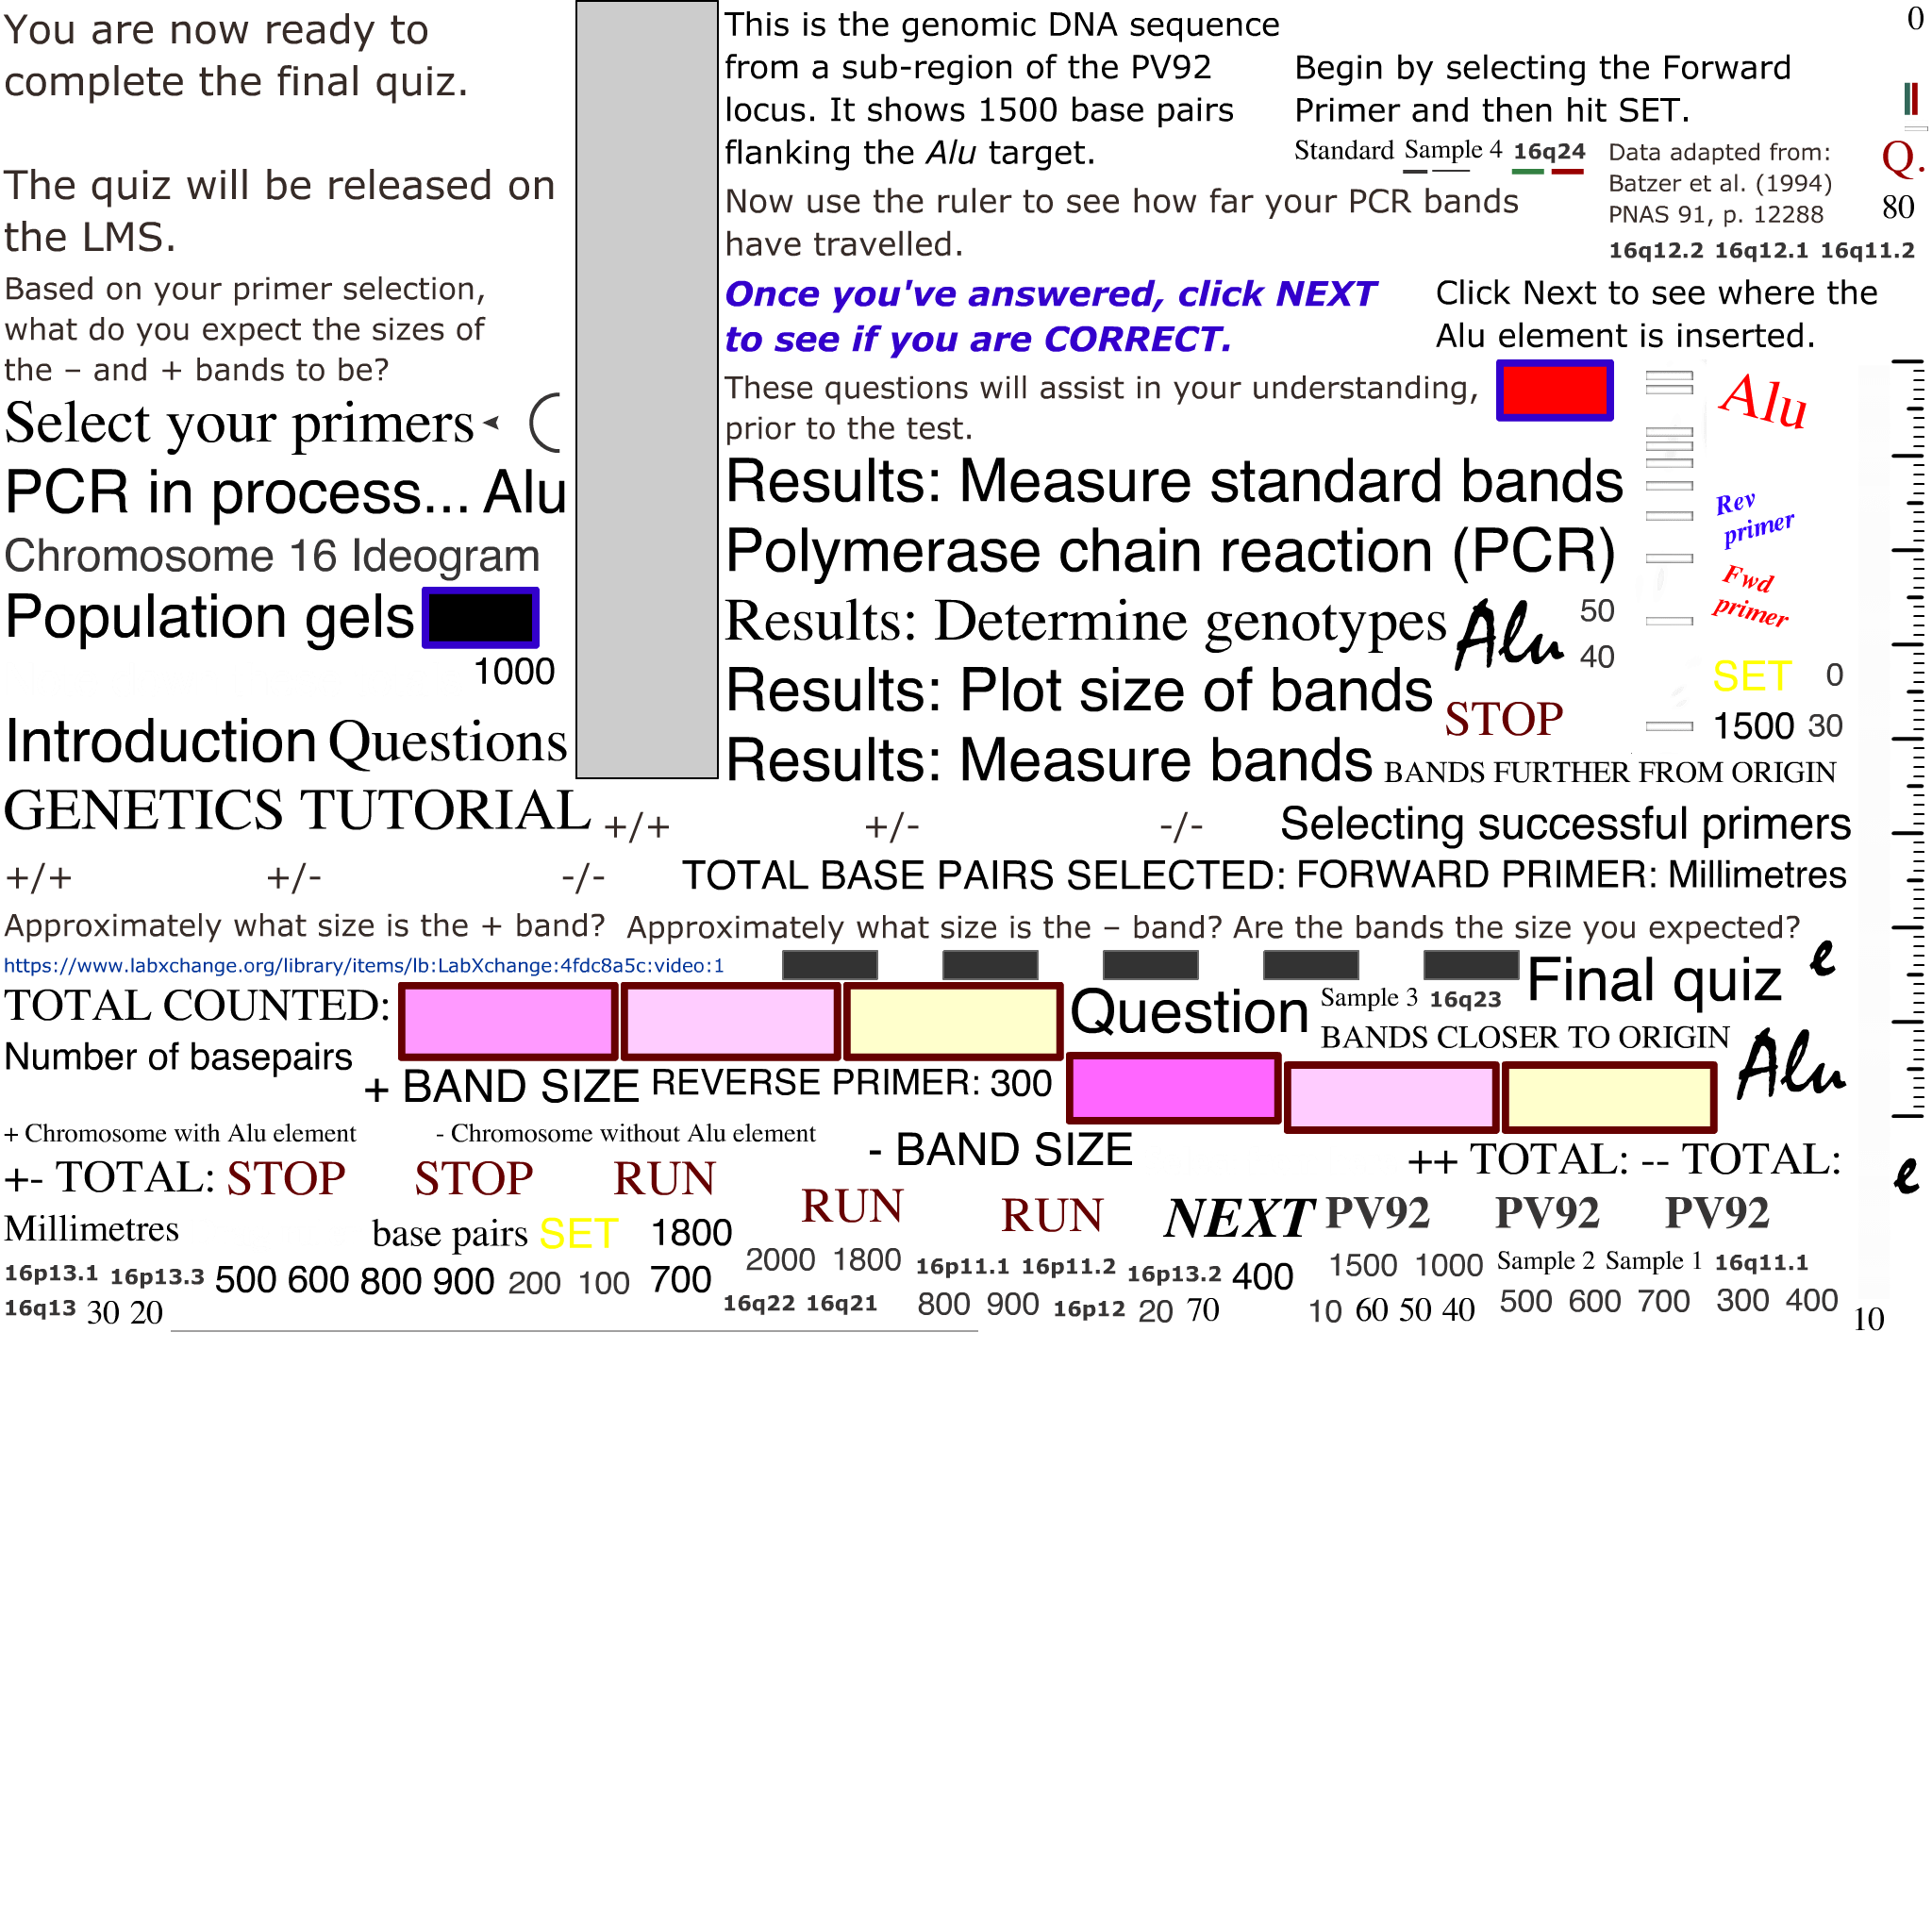 You are now ready to
complete the final quiz.
The quiz will be released on
the LMS.
Based on your primer selection,
what do you expect the sizes of
the – and + bands to be?
Select your primers
PCR in process... Alu
Chromosome 16 Ideogram
Population gels
1000
Introduction Questions
GENETICS TUTORIAL
This is the genomic DNA sequence
from a sub-region of the PV92
locus. It shows 1500 base pairs
flanking the Alu target.
Begin by selecting the Forward
Primer and then hit SET.
Standard Sample 4 16q24
Data adapted from:
Batzer et al. (1994)
PNAS 91, p. 12288
0
Q.
80
Now use the ruler to see how far your PCR bands
have travelled.
16q12.2 16q12.1 16q11.2
Once you've answered, click NEXT
to see if you are CORRECT.
Click Next to see where the
Alu element is inserted.
These questions will assist in your understanding,
prior to the test.
Alu
Results: Measure standard bands
Rev
primer
Polymerase chain reaction (PCR)
Fwd
primer
Results: Determine genotypes Alu 50
40
Results: Plot size of bands
SET 0
STOP
1500 30
Results: Measure bands BANDS FURTHER FROM ORIGIN
+/+ +/- -/- Selecting successful primers
+/+ +/- -/- TOTAL BASE PAIRS SELECTED: FORWARD PRIMER: Millimetres
Approximately what size is the + band? Approximately what size is the – band? Are the bands the size you expected?
https://www.labxchange.org/library/items/lb:LabXchange:4fdc8a5c:video:1
Final quiz e
TOTAL COUNTED: Question Sample 3 16q23
BANDS CLOSER TO ORIGIN Alu
Number of basepairs
+ BAND SIZE REVERSE PRIMER: 300
+ Chromosome with Alu element - Chromosome without Alu element
- BAND SIZE
++ TOTAL: -- TOTAL: e
+- TOTAL: STOP STOP RUN
RUN RUN NEXT PV92 PV92 PV92
Millimetres base pairs SET 1800
2000 1800 16p11.1 16p11.2 16p13.2 400 1500 1000 Sample 2 Sample 1 16q11.1
16p13.1 16p13.3 500 600 800 900 200 100 700
16q22 16q21 800 900 16p12 20 70 10 60 50 40 500 600 700 300 400
16q13 30 20
10